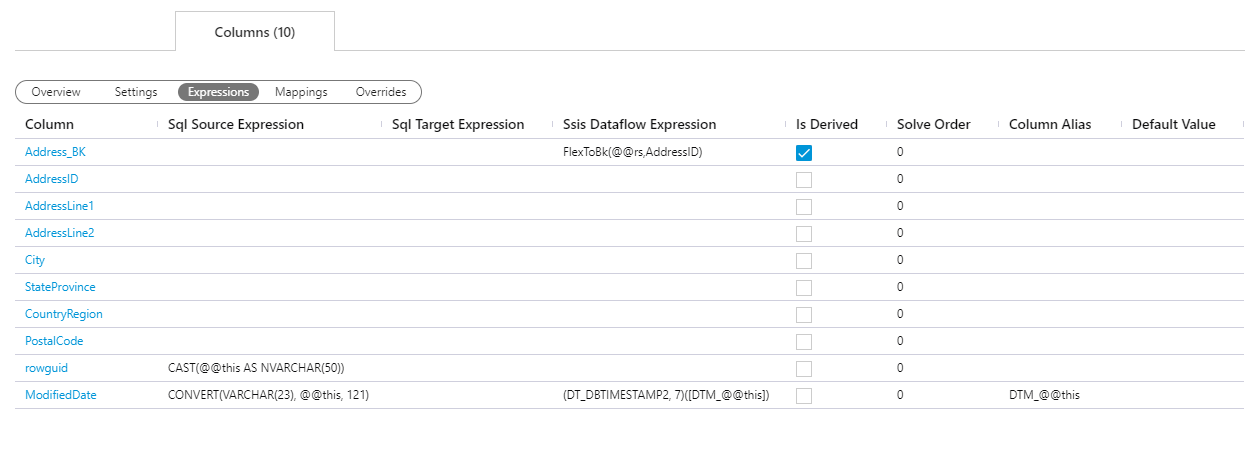 Columns (10)
Overview Settings Expressions Mappings Overrides
Column Sql Source Expression Sql Target Expression Ssis Dataflow Expression Is Derived Solve Order Column Alias Default Value
Address_BK FlexToBk(@@rs,AddressID) 0
AddressID 0
AddressLine1 0
AddressLine2 0
City 0
StateProvince 0
CountryRegion 0
PostalCode 0
rowguid CAST(@@this AS NVARCHAR(50)) 0
ModifiedDate CONVERT(VARCHAR(23), @@this, 121) (DT_DBTIMESTAMP2, 7)([DTM_@@this]) 0 DTM_@@this